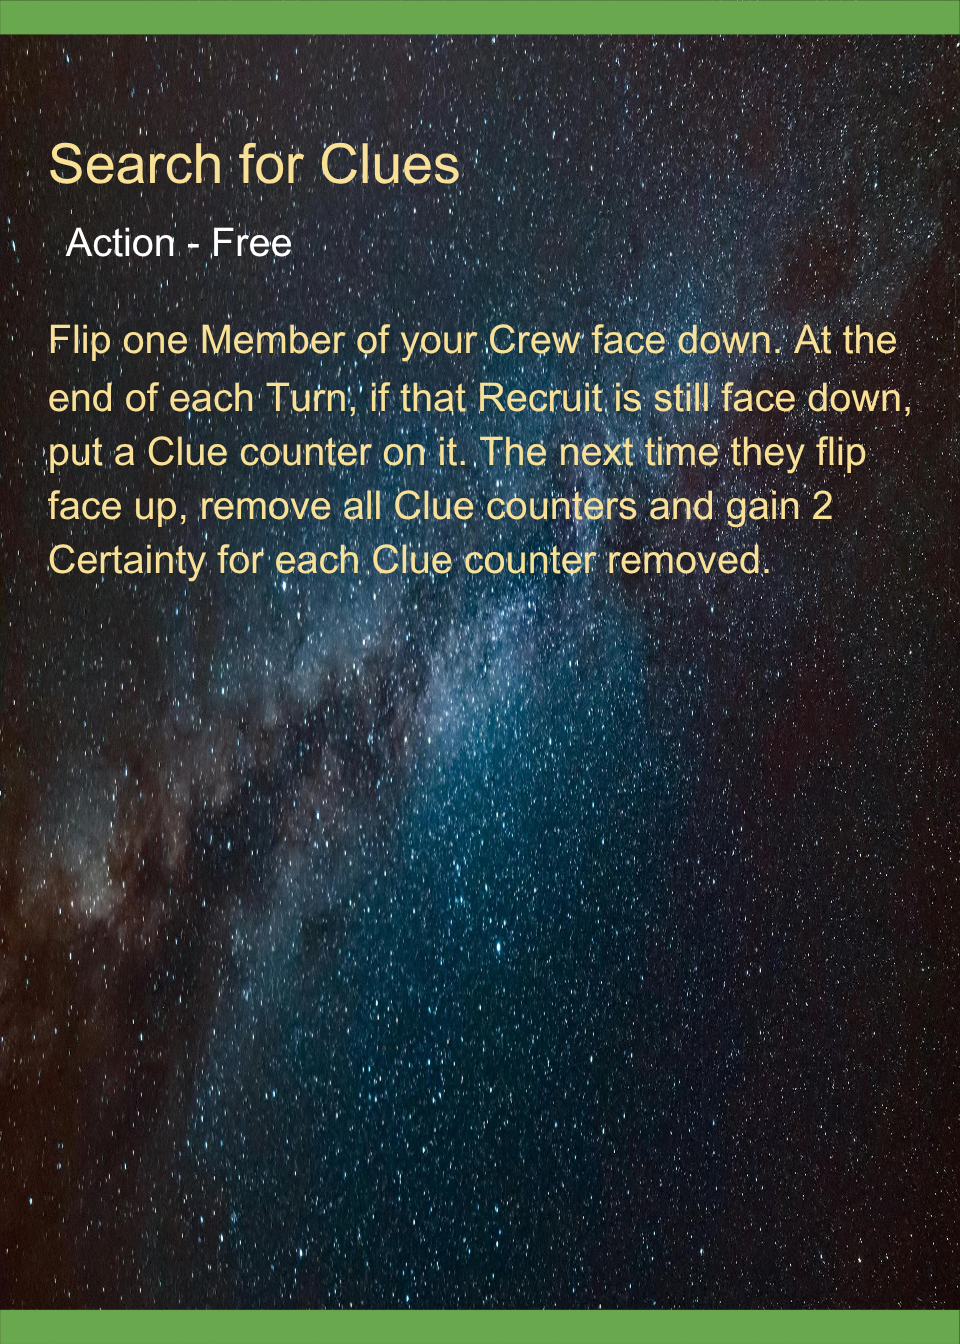 Search for Clues
Action - Free
Flip one Member of your Crew face down. At the
end of each Turn, if that Recruit is still face down,
put a Clue counter on it. The next time they flip
face up, remove all Clue counters and gain 2
Certainty for each Clue counter removed.